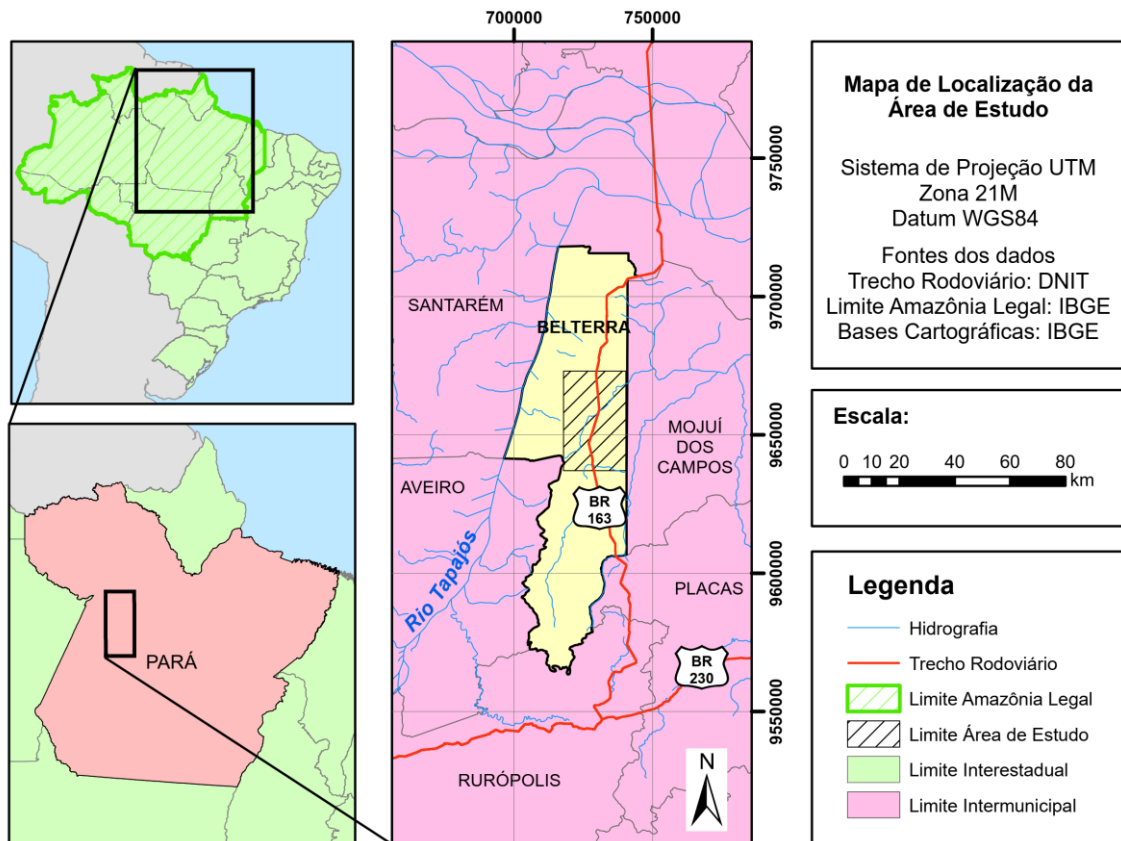 700000
750000
9750000
9700000
9650000
9600000
9550000
SANTARÉM
BELTERRA
MOJUÍ
DOS
CAMPOS
AVEIRO
BR
163
Rio Tapajós
PLACAS
BR
230
RURÓPOLIS
N
PARÁ
Mapa de Localização da
Área de Estudo
Sistema de Projeção UTM
Zona 21M
Datum WGS84
Fontes dos dados
Trecho Rodoviário: DNIT
Limite Amazônia Legal: IBGE
Bases Cartográficas: IBGE
Escala:
0 10 20 40 60 80
km
Legenda
Hidrografia
Trecho Rodoviário
Limite Amazônia Legal
Limite Área de Estudo
Limite Interestadual
Limite Intermunicipal